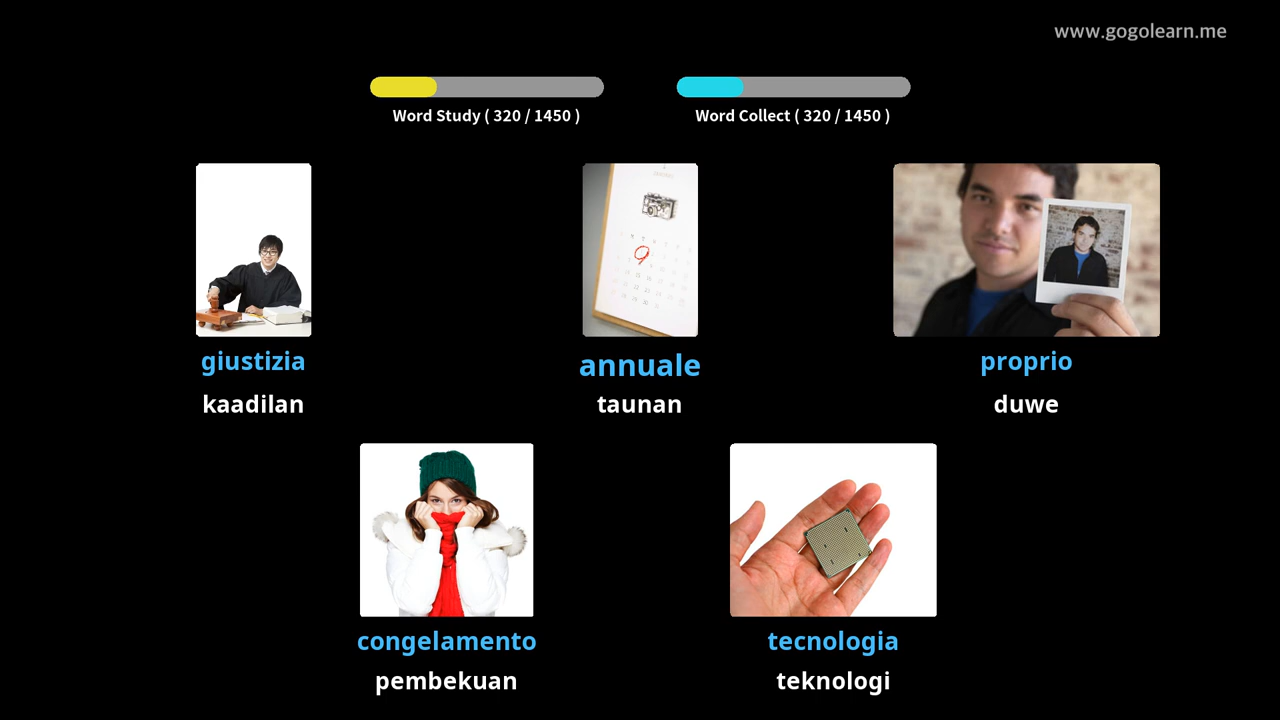 www.gogolearn.me
Word Study ( 320 / 1450 )
Word Collect ( 320 / 1450 )
giustizia
annuale
proprio
kaadilan
taunan
duwe
congelamento
tecnologia
pembekuan
teknologi